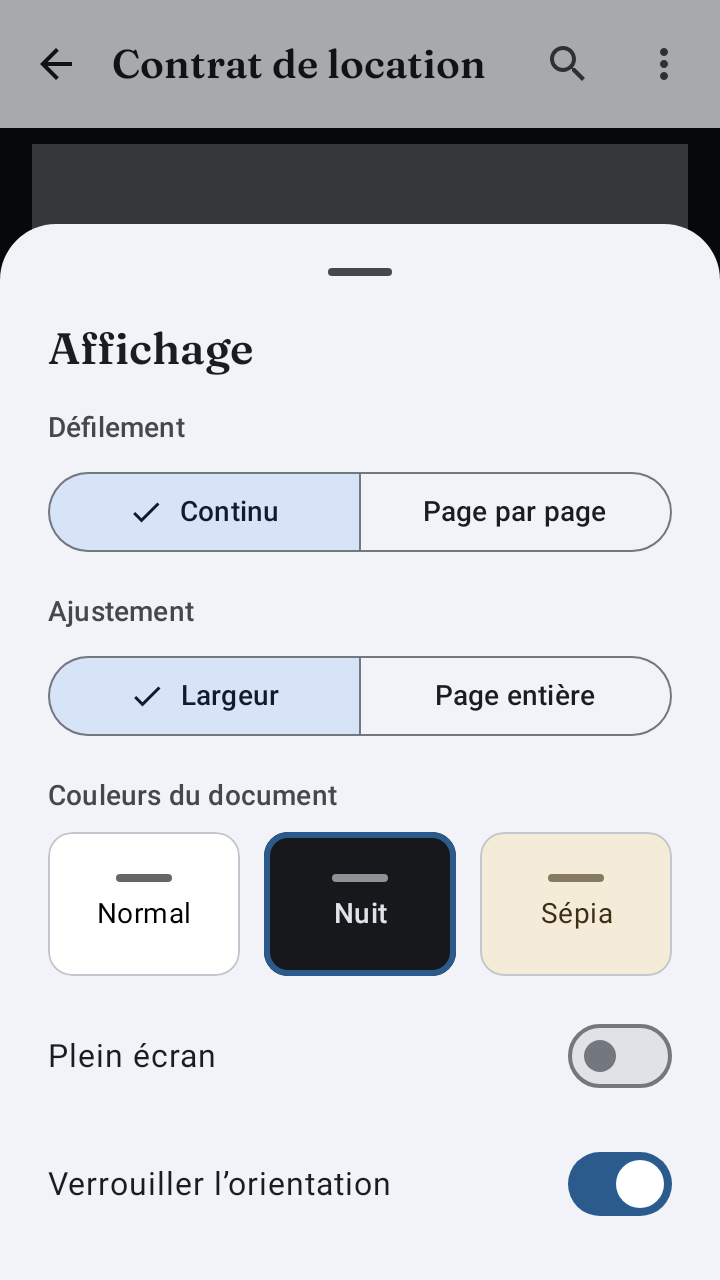 Contrat de location
Affichage
Défilement
Continu
Page par page
Ajustement
Largeur
Page entière
Couleurs du document
Normal
Nuit
Sépia
Plein écran
Verrouiller l’orientation